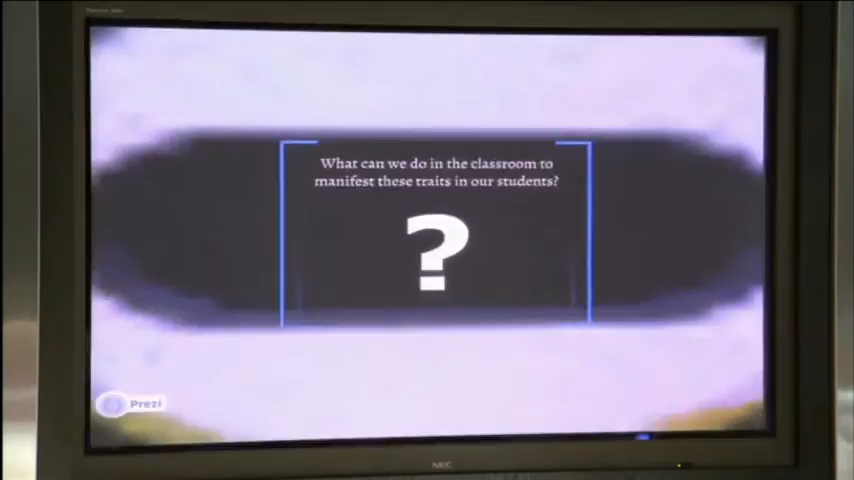 What can we do in the classroom to
manifest these traits in our students?
?
Prezi
NEC